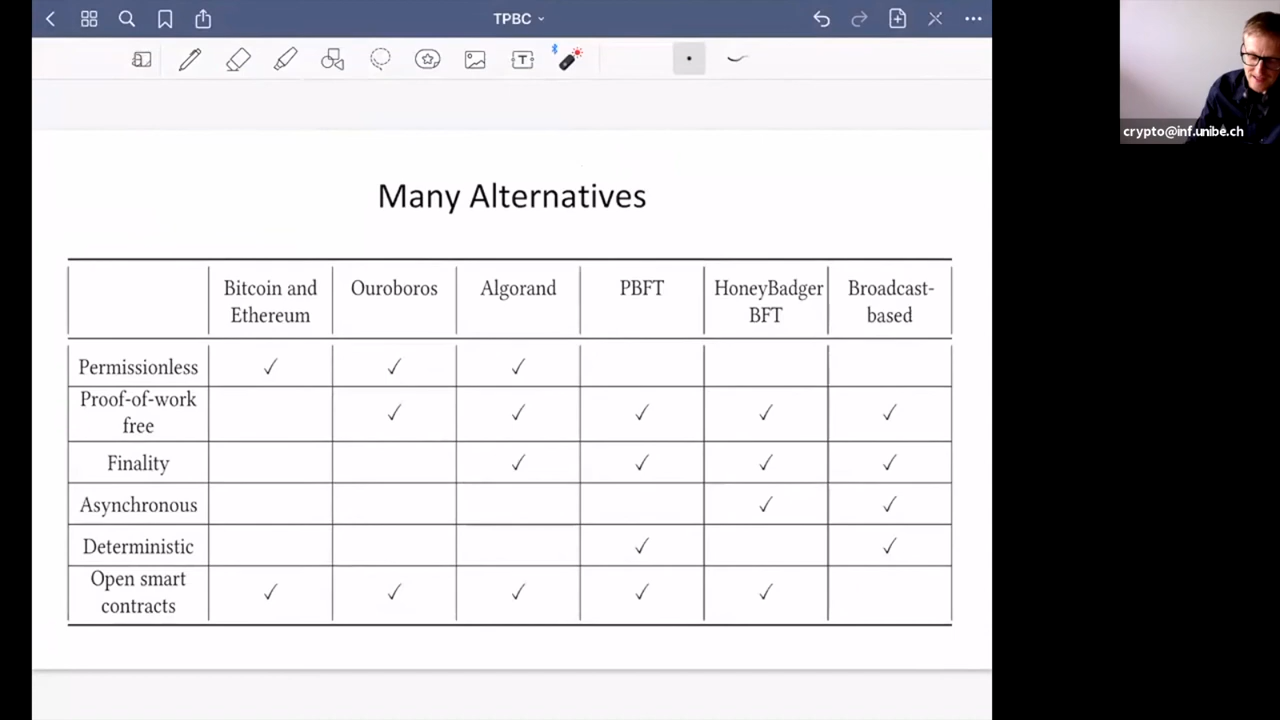 TPBC
crypto@inf.unibe.ch
Many Alternatives
Bitcoin and
Ethereum
Ouroboros
Algorand
PBFT
HoneyBadger
BFT
Broadcast-
based
Permissionless ✓ ✓ ✓
Proof-of-work
free
✓ ✓ ✓ ✓ ✓
Finality ✓ ✓ ✓ ✓
Asynchronous ✓ ✓
Deterministic ✓ ✓
Open smart
contracts
✓ ✓ ✓ ✓ ✓